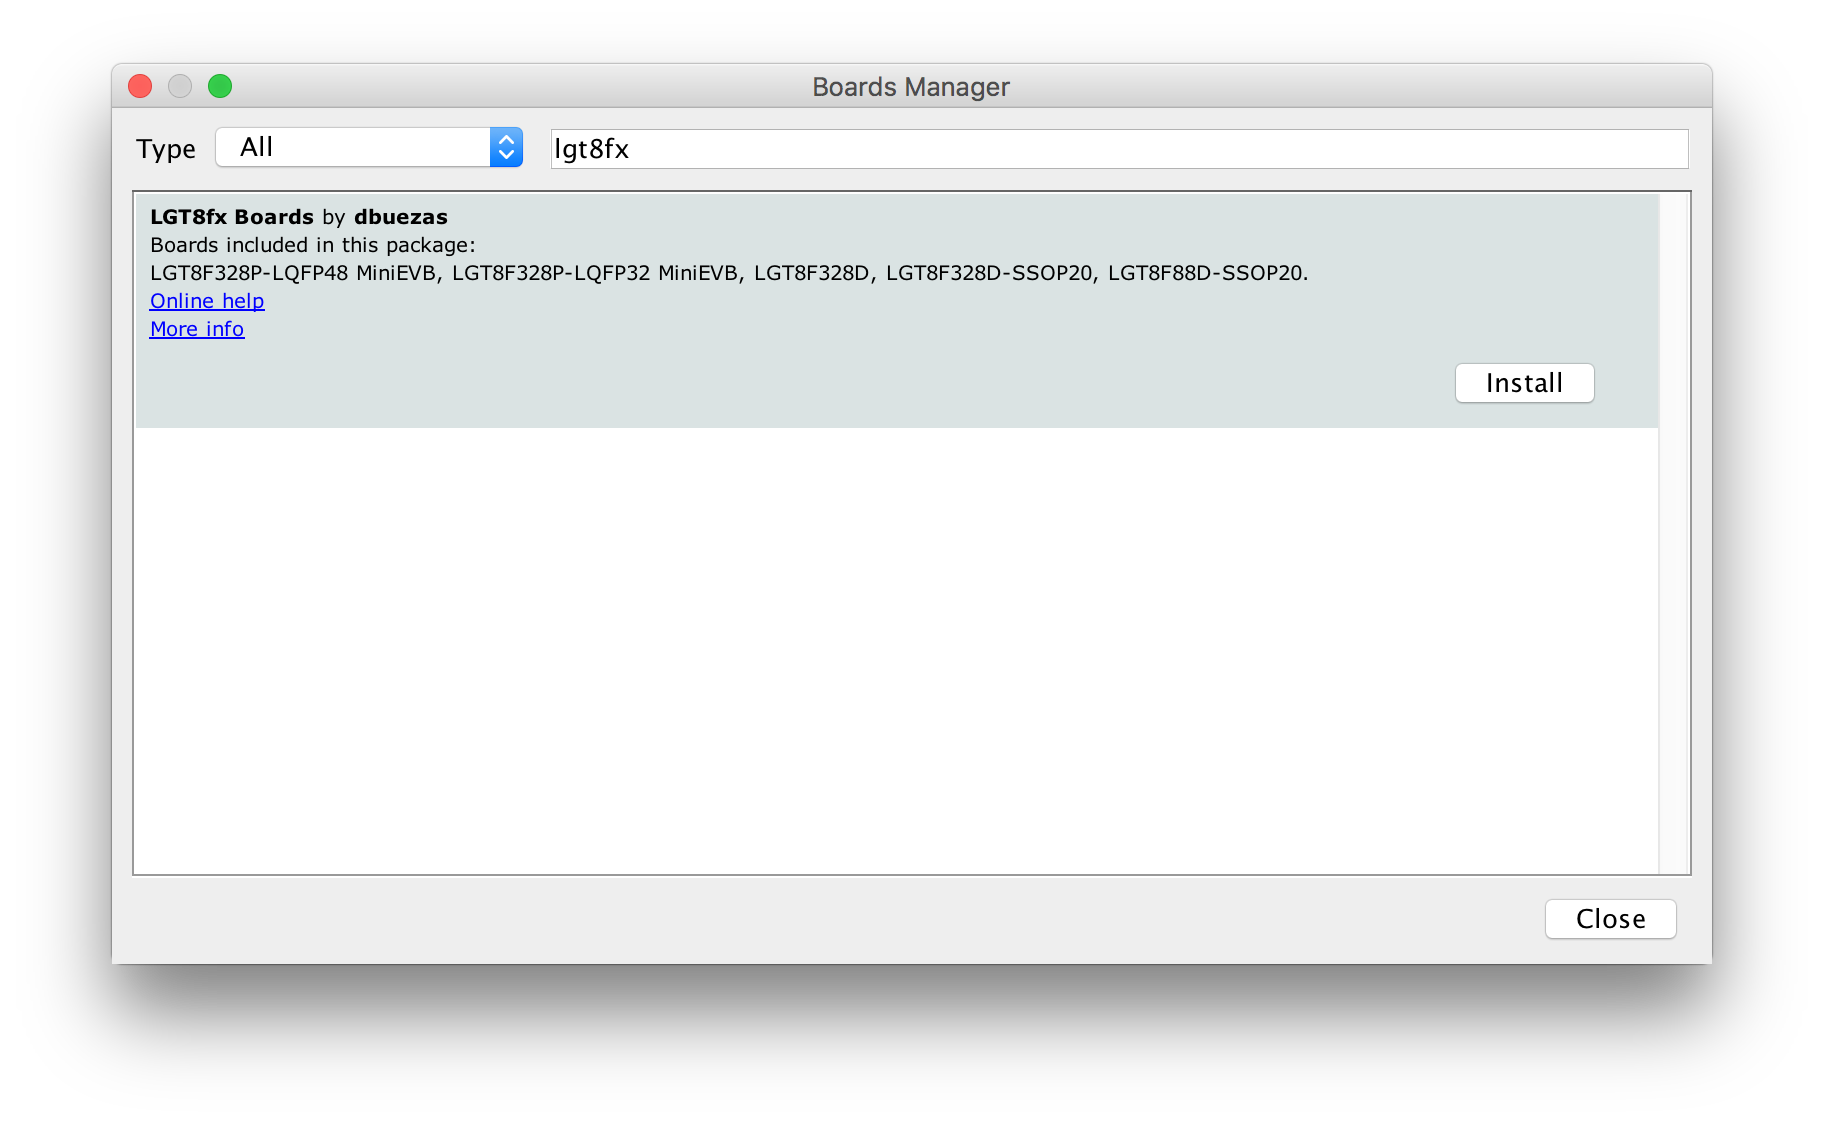 Boards Manager
Type All lgt8fx
LGT8fx Boards by dbuezas
Boards included in this package:
LGT8F328P-LQFP48 MiniEVB, LGT8F328P-LQFP32 MiniEVB, LGT8F328D, LGT8F328D-SSOP20, LGT8F88D-SSOP20.
Online help
More info
Install
Close